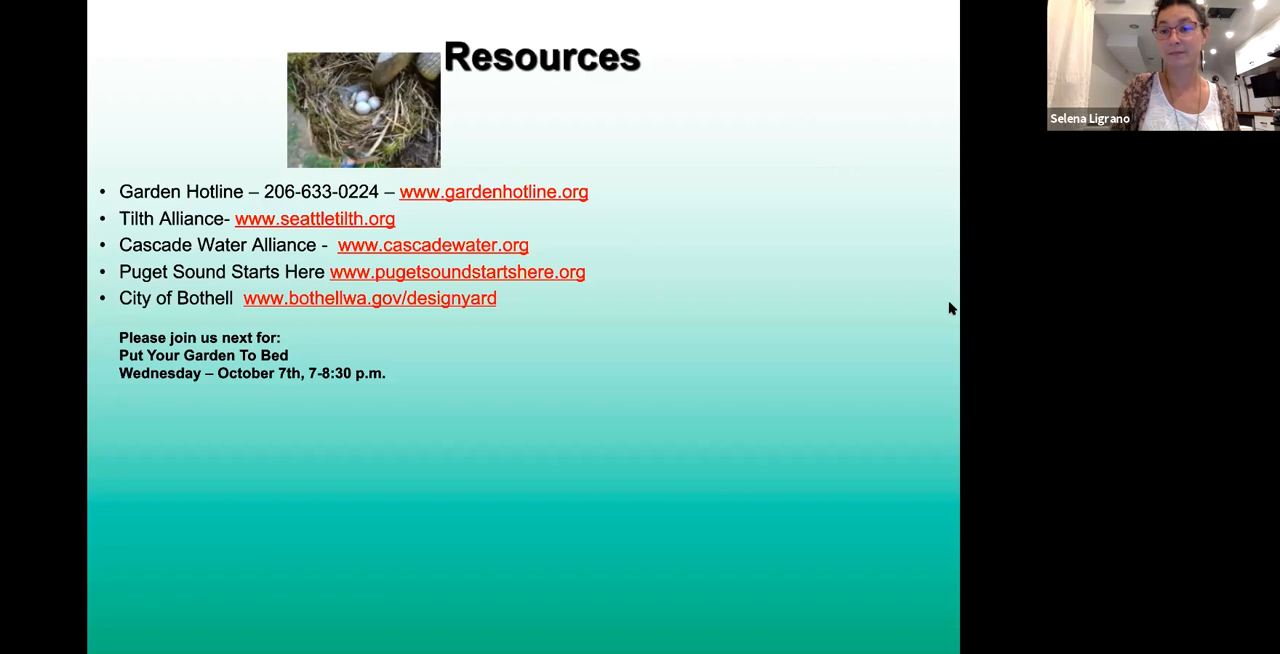 Resources
• Garden Hotline – 206-633-0224 – www.gardenhotline.org
• Tilth Alliance- www.seattletilth.org
• Cascade Water Alliance - www.cascadewater.org
• Puget Sound Starts Here www.pugetsoundstartshere.org
• City of Bothell www.bothellwa.gov/designyard
Please join us next for:
Put Your Garden To Bed
Wednesday – October 7th, 7-8:30 p.m.
Selena Ligrano